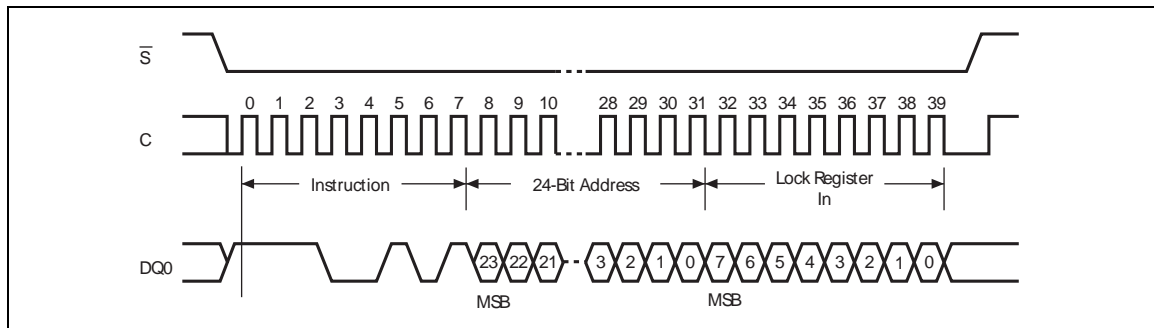 S
0 1 2 3 4 5 6 7 8 9 10 28 29 30 31 32 33 34 35 36 37 38 39
C
Instruction 24-Bit Address Lock Register
In
DQ0 23 22 21 3 2 1 0 7 6 5 4 3 2 1 0
MSB MSB